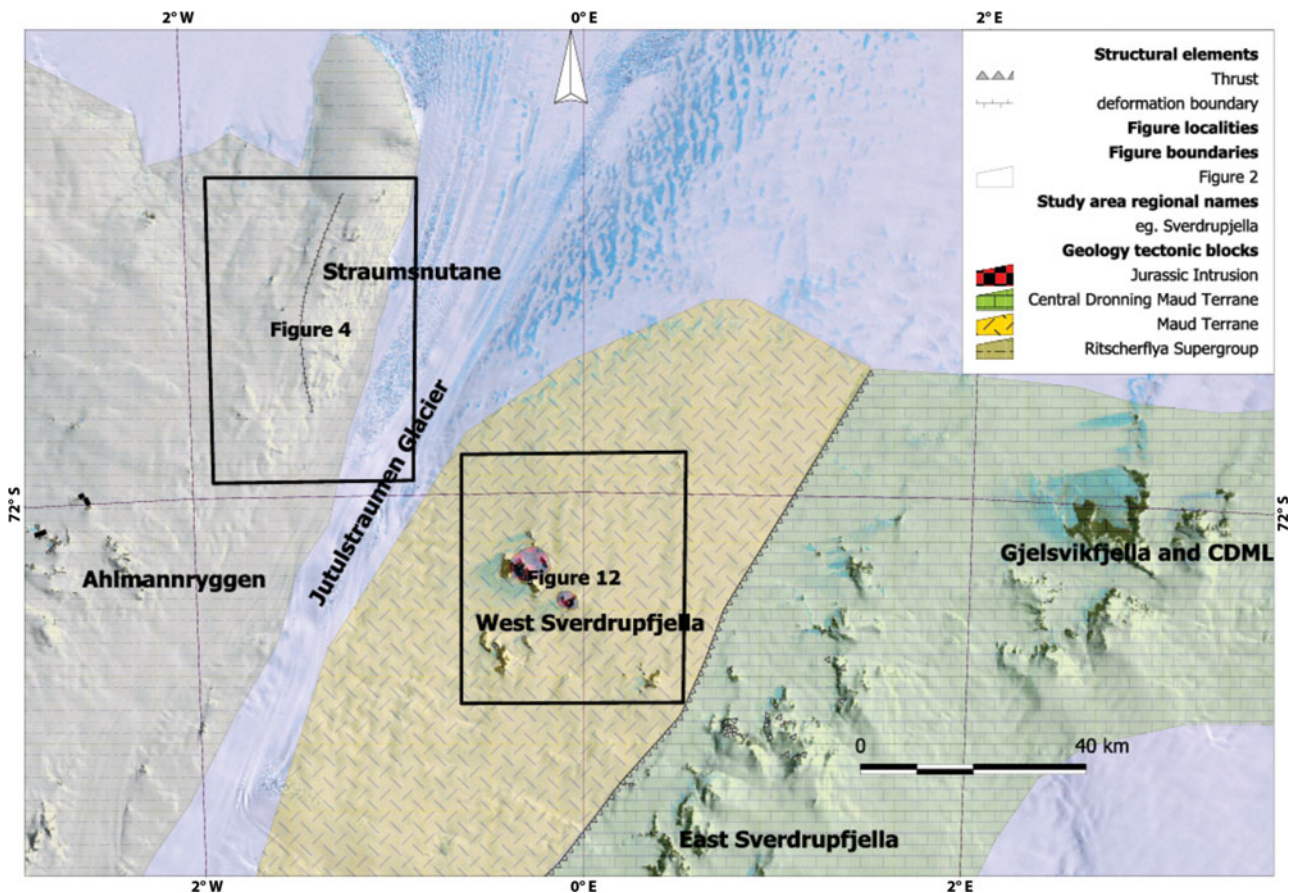 2° W
0° E
2° E
Structural elements
Thrust
deformation boundary
Figure localities
Figure boundaries
Figure 2
Study area regional names
eg. Sverdrupjella
Geology tectonic blocks
Jurassic Intrusion
Central Dronning Maud Terrane
Maud Terrane
Ritscherflya Supergroup
Straumsnutane
Figure 4
Jutulstraumen Glacier
72° S
72° S
Ahlmannryggen
Figure 12
West Sverdrupfjella
Gjelsvikfjella and CDML
0
40 km
East Sverdrupfjella
2° W
0° E
2° E